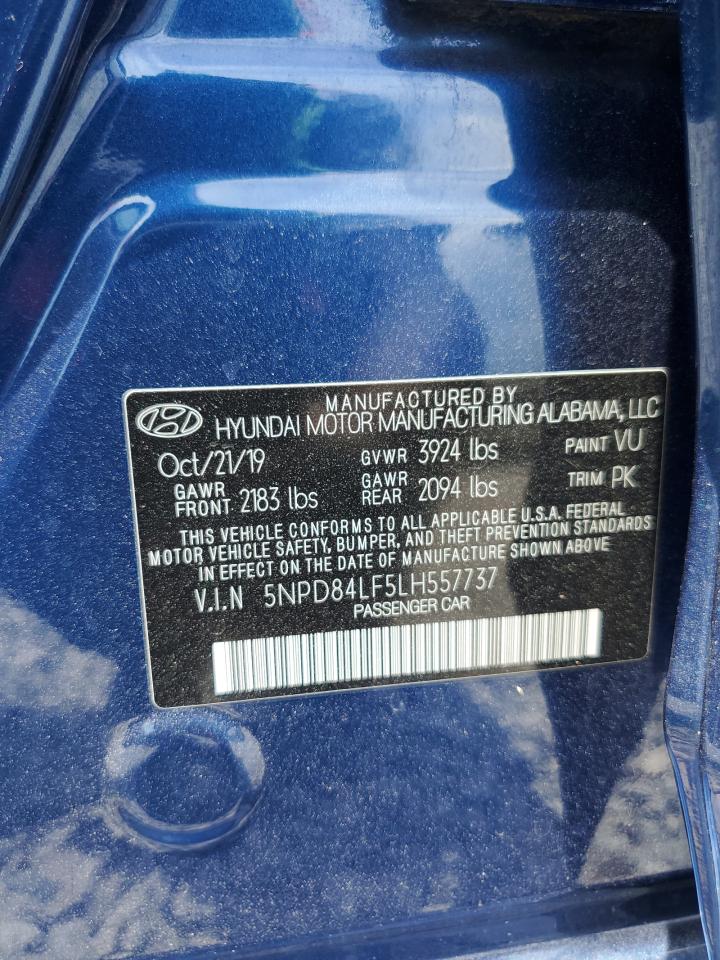 MANUFACTURED BY
HYUNDAI MOTOR MANUFACTURING ALABAMA, LLC
Oct/21/19 GVWR 3924 lbs PAINT VU
GAWR FRONT 2183 lbs GAWR REAR 2094 lbs TRIM PK
THIS VEHICLE CONFORMS TO ALL APPLICABLE U.S.A. FEDERAL
MOTOR VEHICLE SAFETY, BUMPER, AND THEFT PREVENTION STANDARDS
IN EFFECT ON THE DATE OF MANUFACTURE SHOWN ABOVE
V.I.N 5NPD84LF5LH557737
PASSENGER CAR